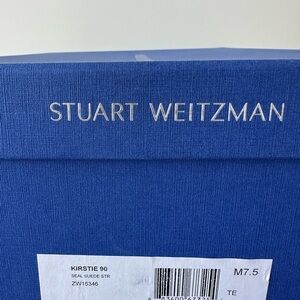 STUART WEITZMAN
KIRSTIE 90
SEAL SUEDE STR
ZW15346
M7.5
TE